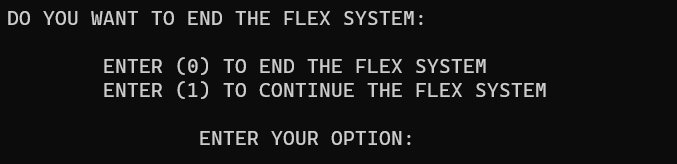 DO YOU WANT TO END THE FLEX SYSTEM:
ENTER (0) TO END THE FLEX SYSTEM
ENTER (1) TO CONTINUE THE FLEX SYSTEM
ENTER YOUR OPTION: